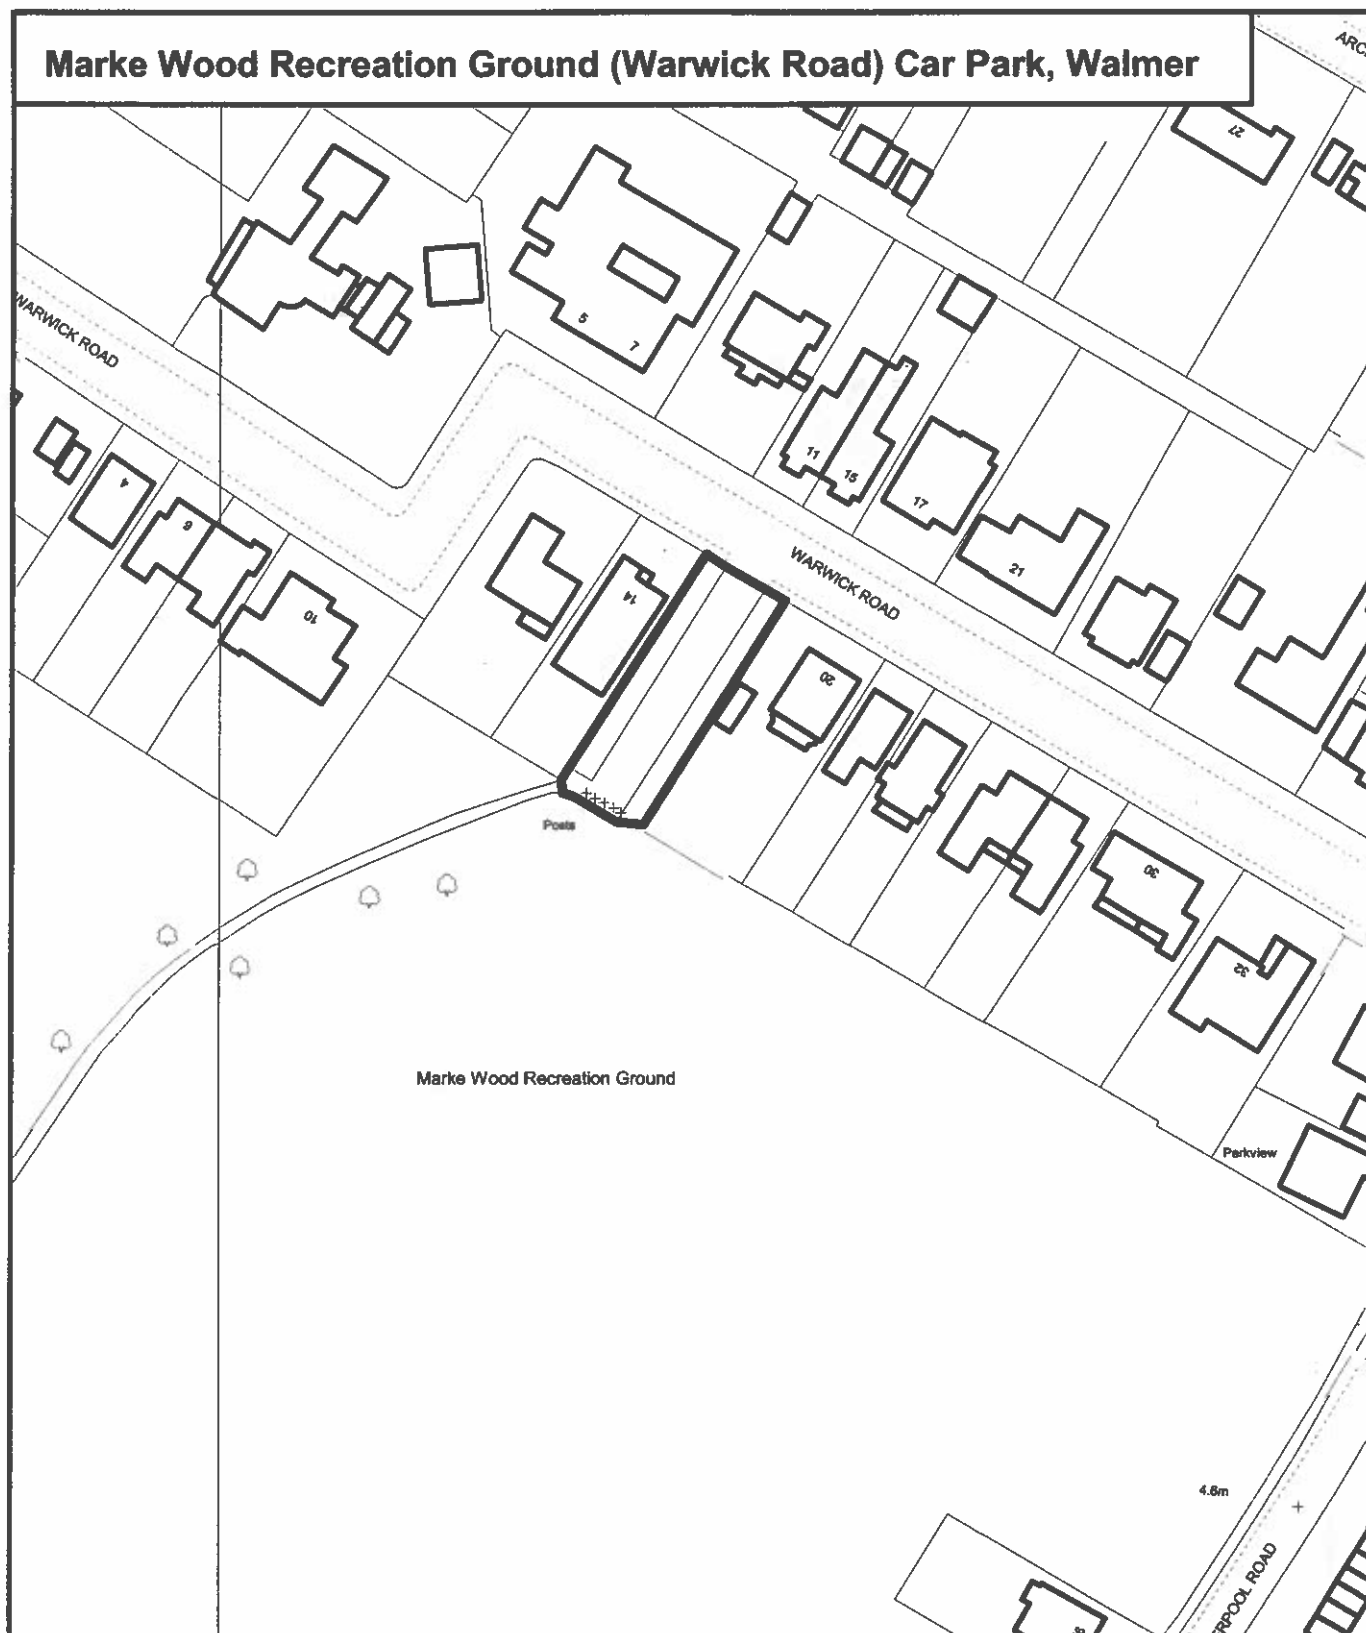 Marke Wood Recreation Ground (Warwick Road) Car Park, Walmer
27
WARWICK ROAD
5
7
11
15
17
21
4
6
10
14
WARWICK ROAD
20
30
32
Posts
Marke Wood Recreation Ground
Parkview
4.6m